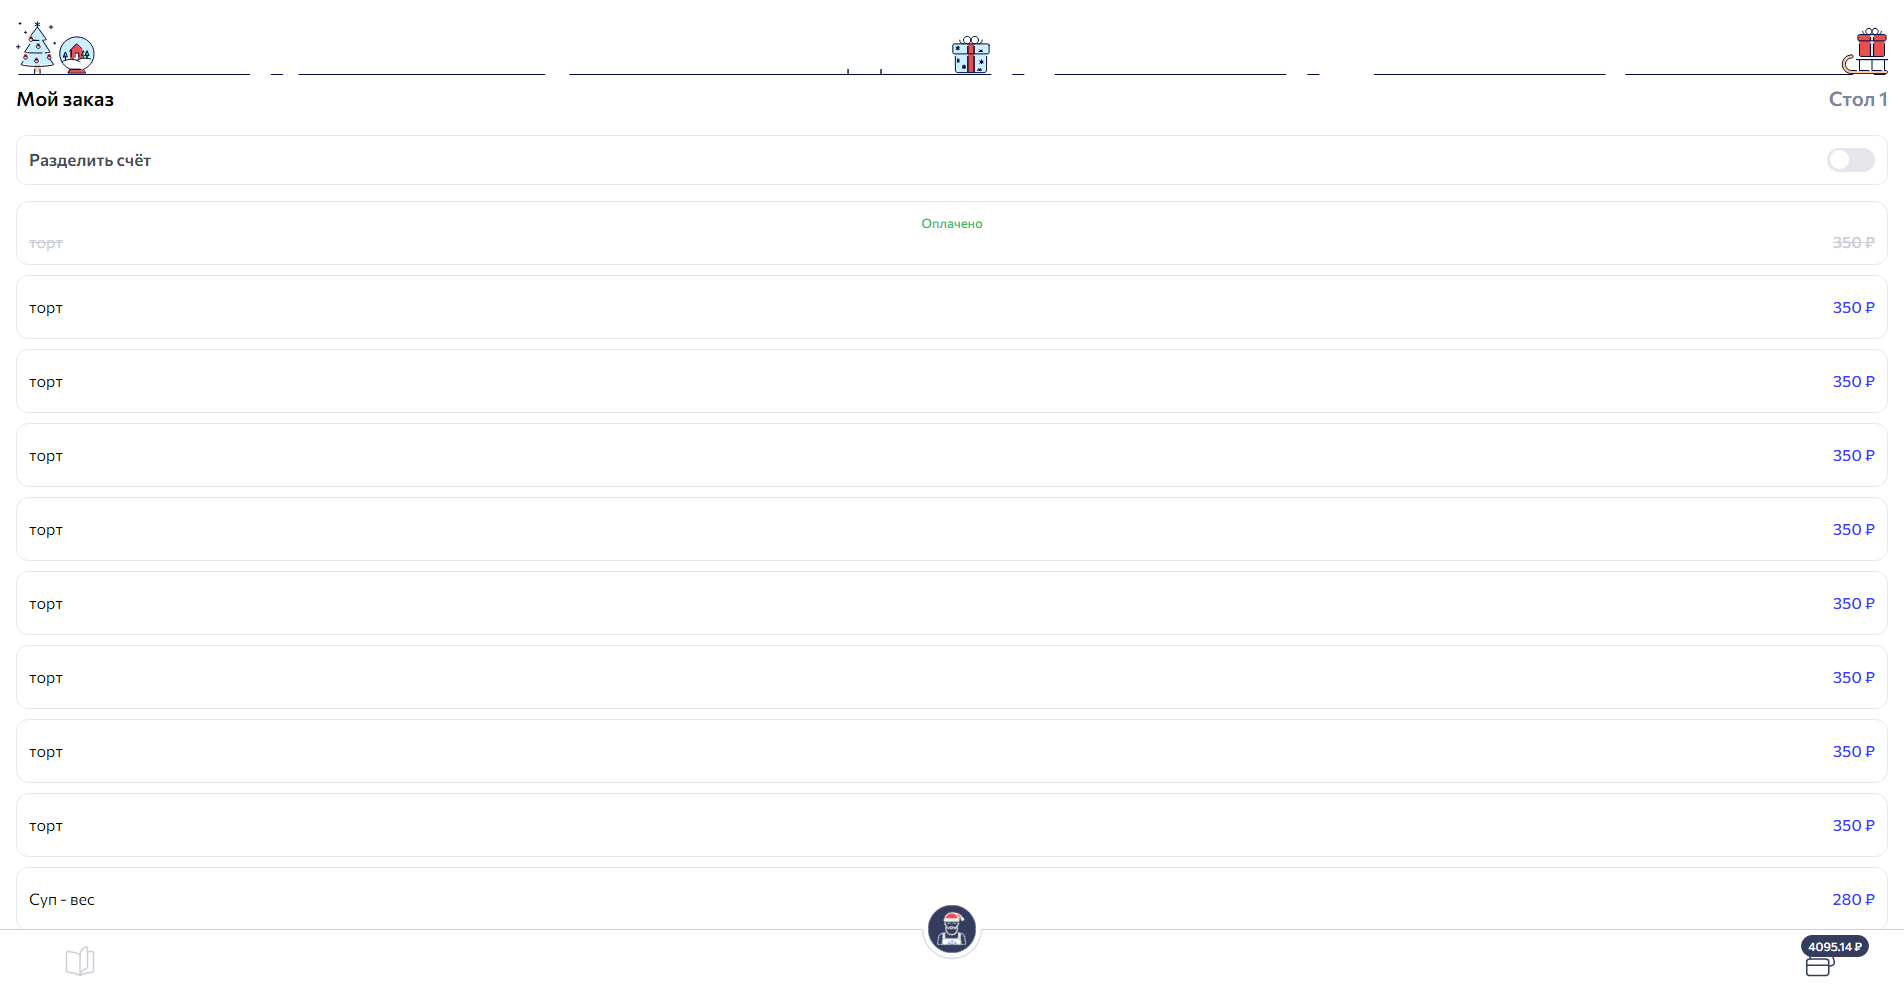 Мой заказ
Стол 1
Разделить счёт
Оплачено
торт 350 ₽
торт 350 ₽
торт 350 ₽
торт 350 ₽
торт 350 ₽
торт 350 ₽
торт 350 ₽
торт 350 ₽
торт 350 ₽
Суп - вес 280 ₽
4095.14 ₽